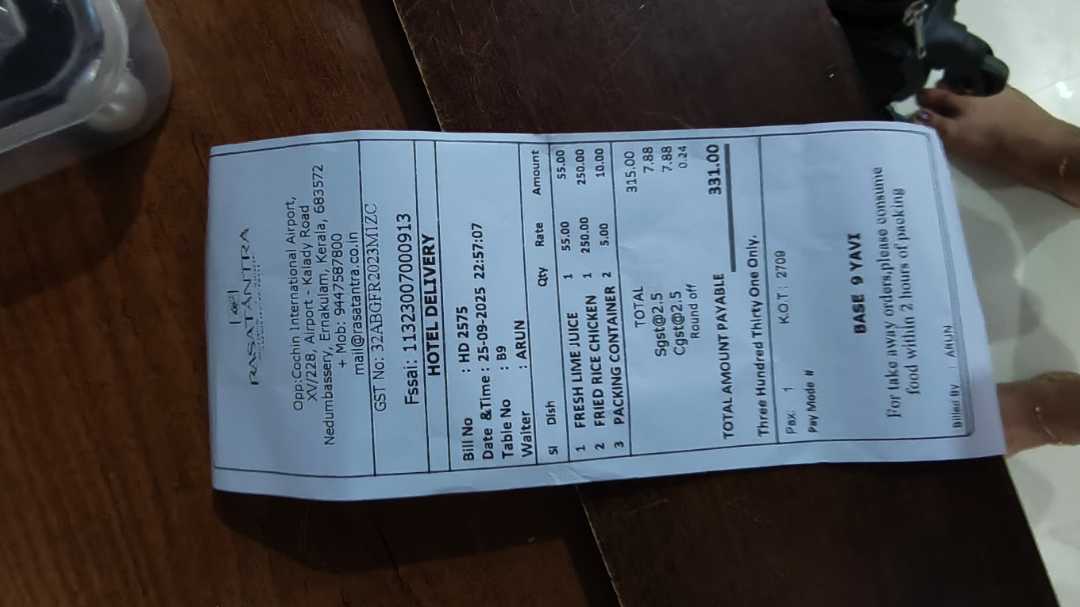 RASATANTRA
Opp:Cochin International Airport,
XV/228, Airport - Kalady Road
Nedumbassery, Ernakulam, Kerala, 683572
+ Mob: 9447587800
mail@rasatantra.co.in
GST No: 32ABGFR2023M1ZC
Fssai: 11323007000913
HOTEL DELIVERY
Bill No : HD 2575
Date &Time : 25-09-2025 22:57:07
Table No : B9
Waiter : ARUN
Sl Dish Qty Rate Amount
1 FRESH LIME JUICE 1 55.00 55.00
2 FRIED RICE CHICKEN 1 250.00 250.00
3 PACKING CONTAINER 2 5.00 10.00
TOTAL 315.00
Sgst@2.5 7.88
Cgst@2.5 7.88
Round off 0.24
TOTAL AMOUNT PAYABLE 331.00
Three Hundred Thirty One Only.
Pax: 1 K.O.T : 2709
Pay Mode #
BASE 9 YAVI
For take away orders,please consume
food within 2 hours of packing
Billed By : ARUN